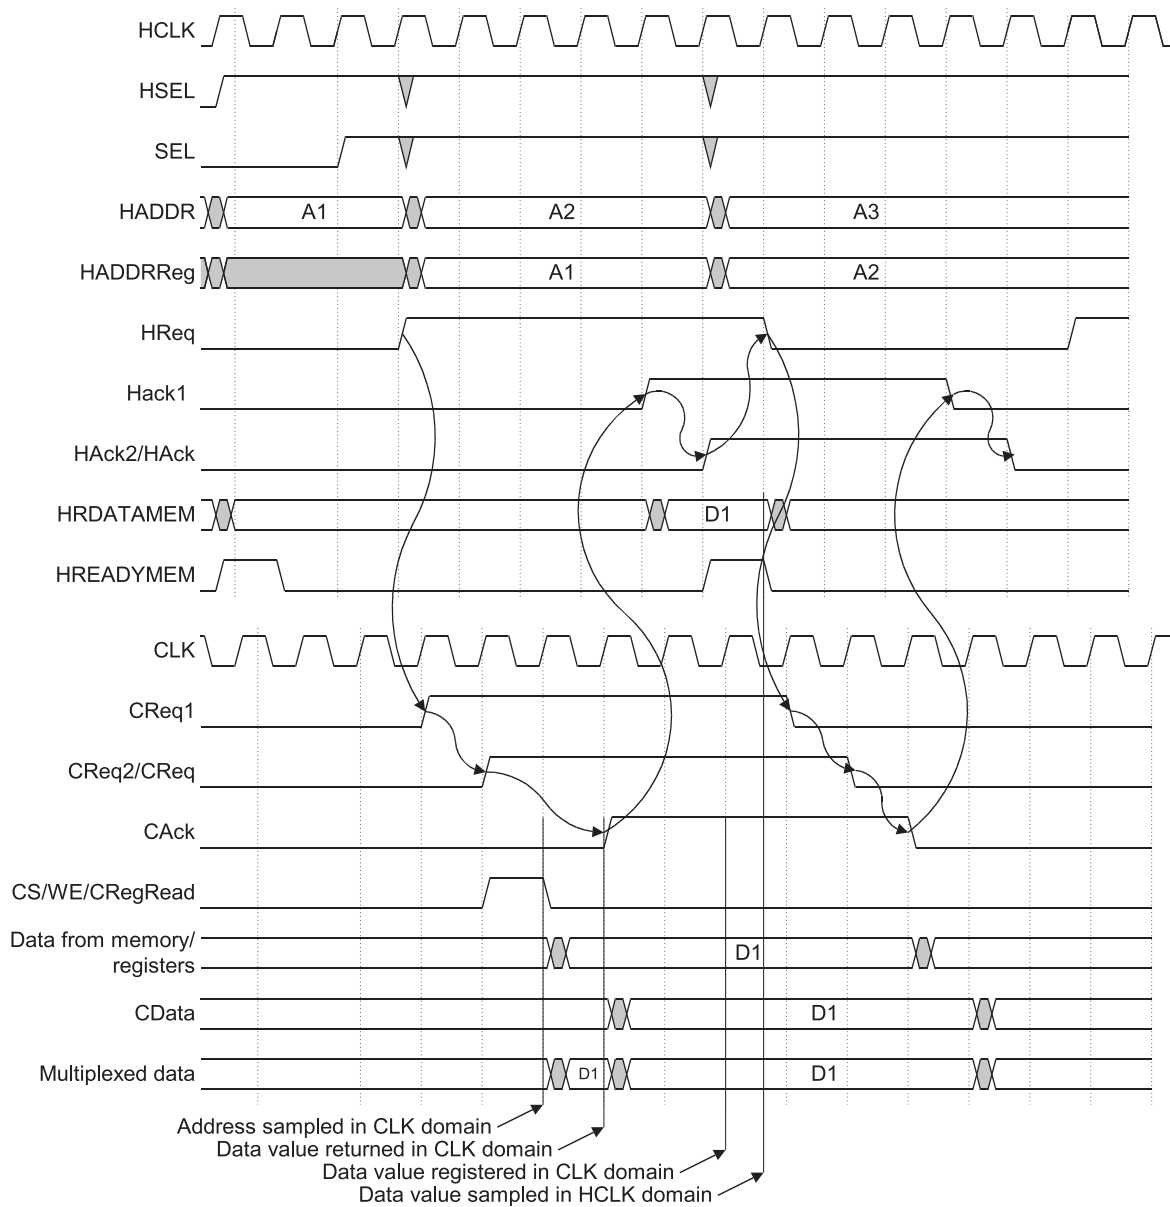 HCLK
HSEL
SEL
HADDR A1 A2 A3
HADDRReg A1 A2
HReq
Hack1
HAck2/HAck
HRDATAMEM D1
HREADYMEM
CLK
CReq1
CReq2/CReq
CAck
CS/WE/CRegRead
Data from memory/
registers D1
CData D1
Multiplexed data D1 D1
Address sampled in CLK domain
Data value returned in CLK domain
Data value registered in CLK domain
Data value sampled in HCLK domain